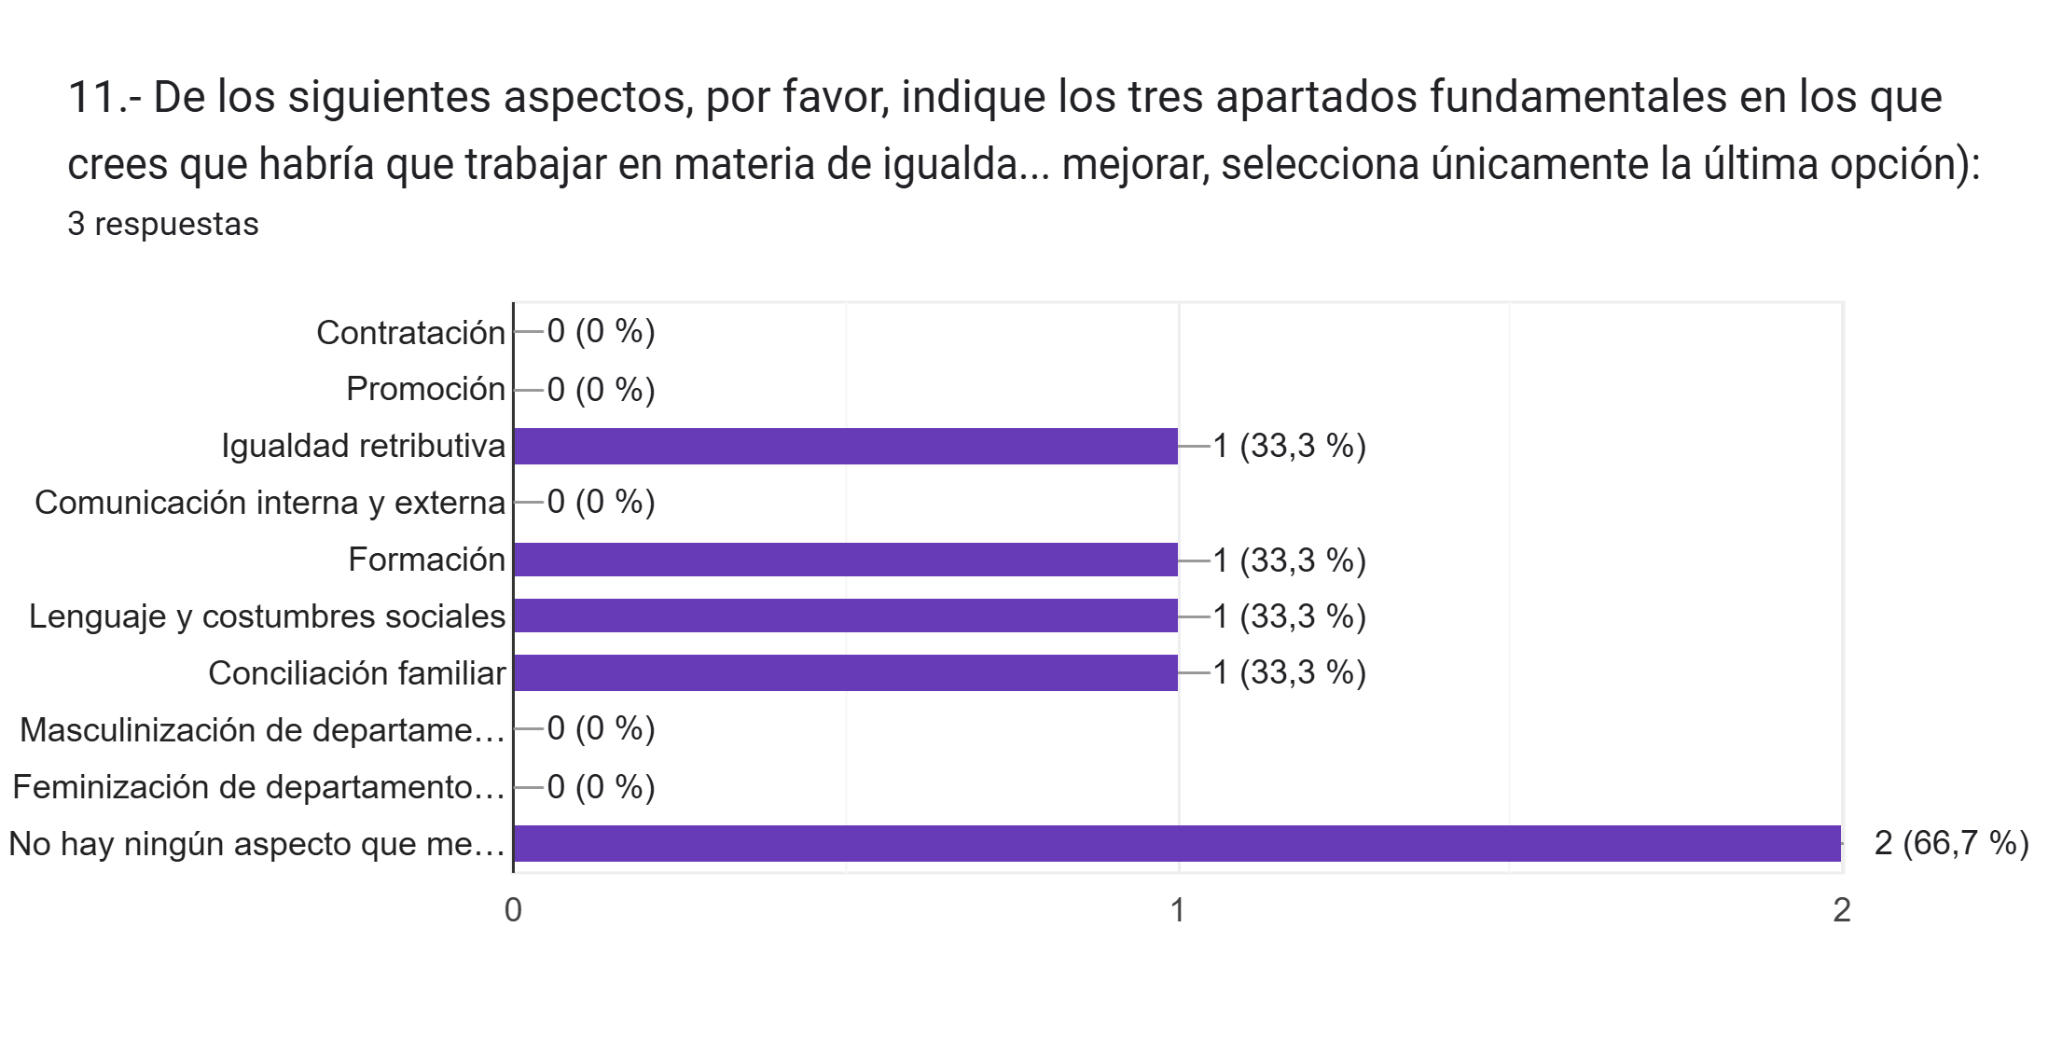 11.- De los siguientes aspectos, por favor, indique los tres apartados fundamentales en los que
crees que habría que trabajar en materia de igualda... mejorar, selecciona únicamente la última opción):
3 respuestas
Contratación 0 (0 %)
Promoción 0 (0 %)
Igualdad retributiva 1 (33,3 %)
Comunicación interna y externa 0 (0 %)
Formación 1 (33,3 %)
Lenguaje y costumbres sociales 1 (33,3 %)
Conciliación familiar 1 (33,3 %)
Masculinización de departame... 0 (0 %)
Feminización de departamento... 0 (0 %)
No hay ningún aspecto que me... 2 (66,7 %)
0 1 2